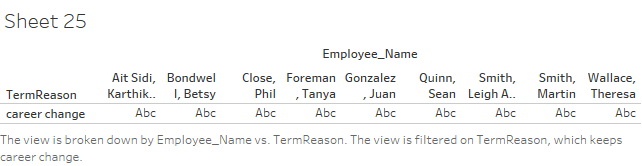 Sheet 25
Employee_Name
Ait Sidi, Bondwel Close, Foreman Gonzalez Quinn, Smith, Smith, Wallace,
TermReason Karthik.. l, Betsy Phil , Tanya , Juan Sean Leigh A.. Martin Theresa
career change Abc Abc Abc Abc Abc Abc Abc Abc Abc
The view is broken down by Employee_Name vs. TermReason. The view is filtered on TermReason, which keeps
career change.